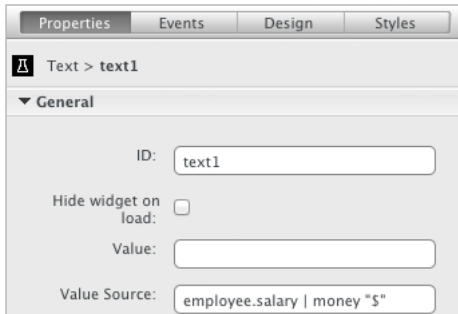 Properties Events Design Styles
Text > text1
General
ID: text1
Hide widget on
load:
Value:
Value Source: employee.salary | money "$"